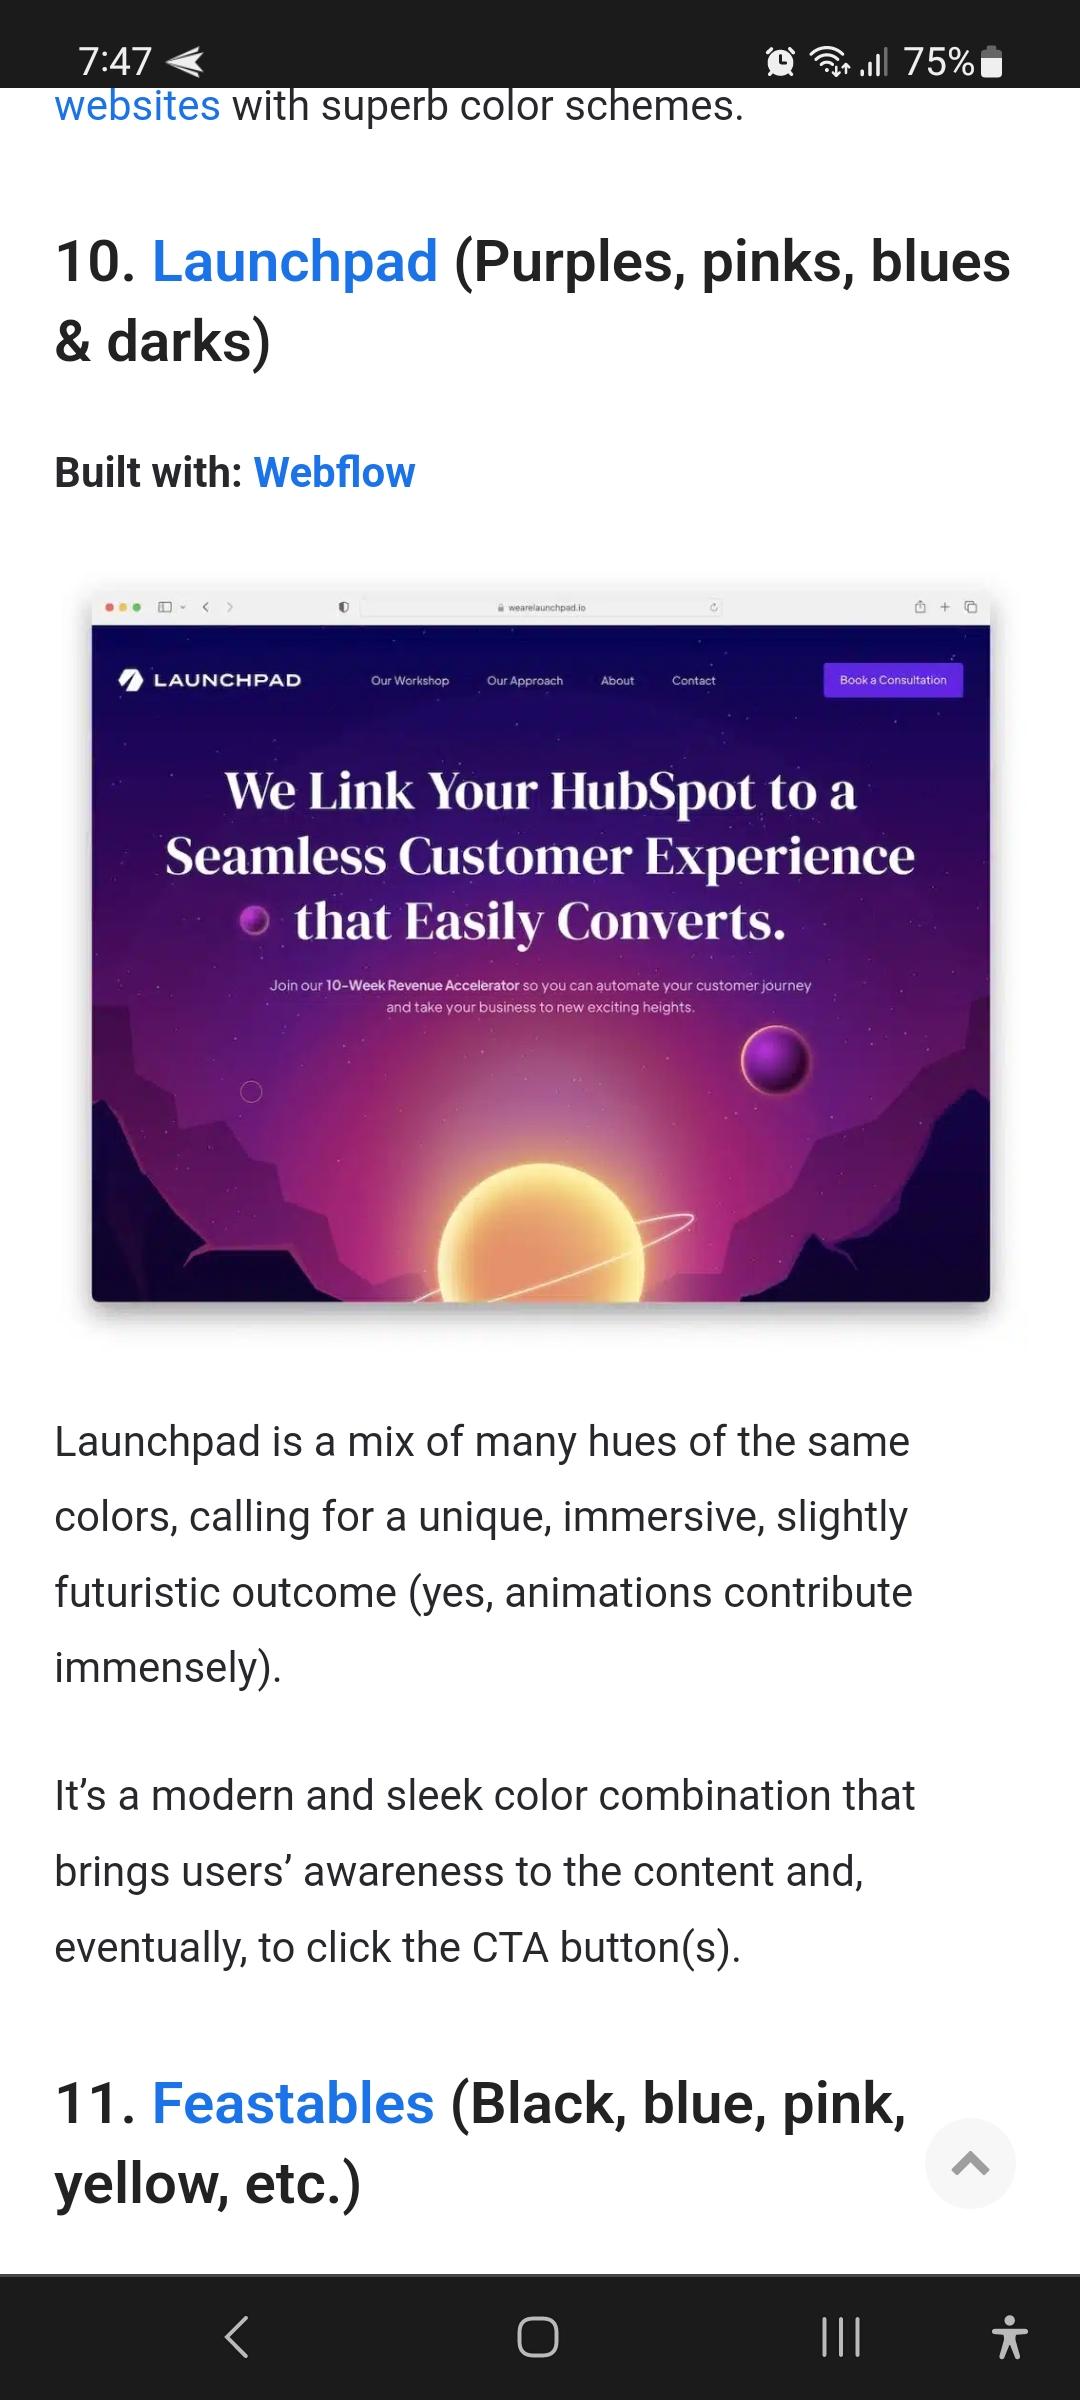 7:47
75%
websites with superb color schemes.
10. Launchpad (Purples, pinks, blues
& darks)
Built with: Webflow
wearelaunchpad.io
LAUNCHPAD
Our Workshop
Our Approach
About
Contact
Book a Consultation
We Link Your HubSpot to a
Seamless Customer Experience
that Easily Converts.
Join our 10-Week Revenue Accelerator so you can automate your customer journey
and take your business to new exciting heights.
Launchpad is a mix of many hues of the same
colors, calling for a unique, immersive, slightly
futuristic outcome (yes, animations contribute
immensely).
It’s a modern and sleek color combination that
brings users’ awareness to the content and,
eventually, to click the CTA button(s).
11. Feastables (Black, blue, pink,
yellow, etc.)